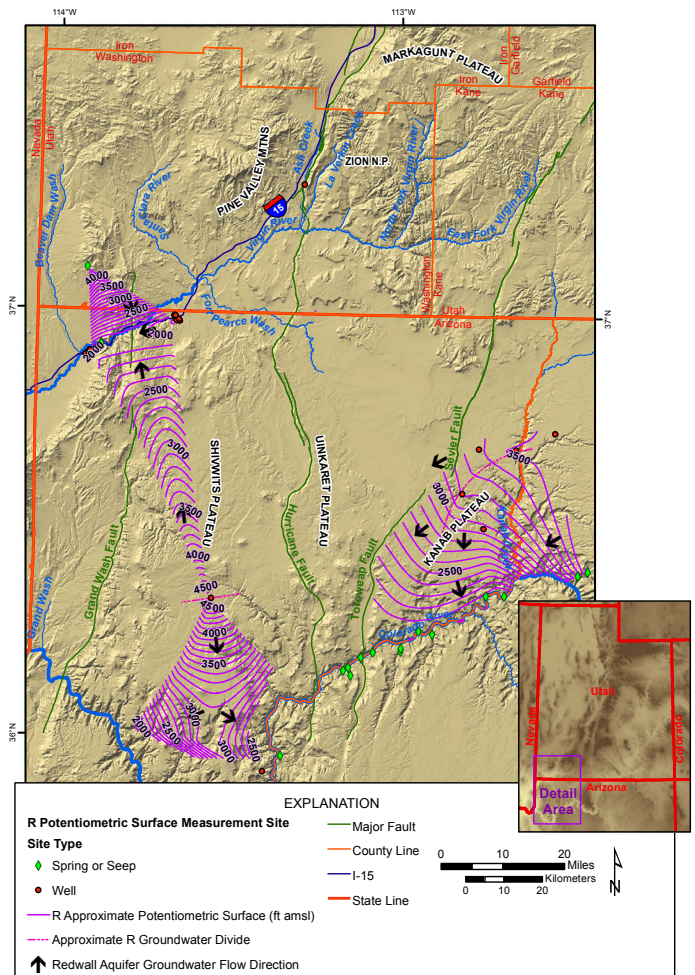 114°W
113°W
Iron
Washington
MARKAGUNT PLATEAU
Iron
Garfield
Iron
Kane
Garfield
Kane
Nevada
Utah
Ash Creek
La Verkin Creek
ZION N.P.
North Fork Virgin River
PINE VALLEY MTNS
15
Beaver Dam Wash
Santa Clara River
Virgin River
East Fork Virgin River
Washington
Kane
4000
3500
3000
2500
37°N
Utah
Arizona
37°N
Fort Pearce Wash
2000
2000
2500
3000
3500
4000
4500
4500
4000
3500
3000
2500
2000
3000
2500
SHIVWITS PLATEAU
UINKARET PLATEAU
Sevier Fault
3500
3000
KANAB PLATEAU
2500
Grand Wash Fault
Hurricane Fault
Toroweap Fault
Grand Wash
Colorado River
36°N
Nevada
Utah
Colorado
Arizona
Detail
Area
EXPLANATION
R Potentiometric Surface Measurement Site
Site Type
Spring or Seep
Well
R Approximate Potentiometric Surface (ft amsl)
Approximate R Groundwater Divide
Redwall Aquifer Groundwater Flow Direction
Major Fault
County Line
I-15
State Line
0 10 20
Miles
0 10 20
Kilometers
N